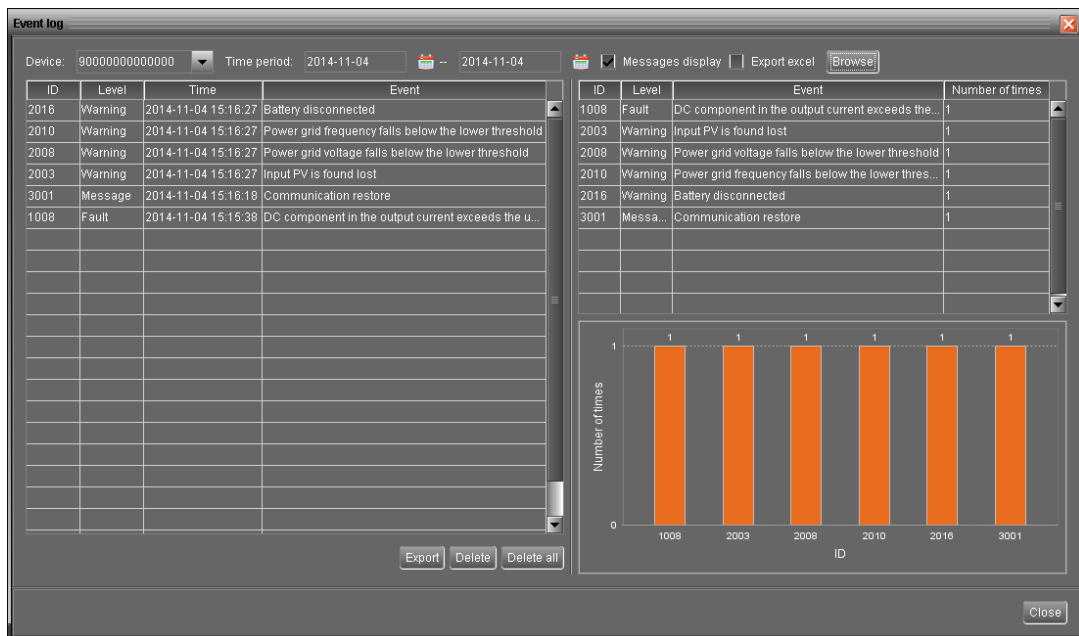 Event log
Device: 90000000000000 Time period: 2014-11-04 -- 2014-11-04 Messages display Export excel Browse
ID Level Time Event
2016 Warning 2014-11-04 15:16:27 Battery disconnected
2010 Warning 2014-11-04 15:16:27 Power grid frequency falls below the lower threshold
2008 Warning 2014-11-04 15:16:27 Power grid voltage falls below the lower threshold
2003 Warning 2014-11-04 15:16:27 Input PV is found lost
3001 Message 2014-11-04 15:16:18 Communication restore
1008 Fault 2014-11-04 15:15:38 DC component in the output current exceeds the u...
Export Delete Delete all
ID Level Event Number of times
1008 Fault DC component in the output current exceeds the... 1
2003 Warning Input PV is found lost 1
2008 Warning Power grid voltage falls below the lower threshold 1
2010 Warning Power grid frequency falls below the lower thres... 1
2016 Warning Battery disconnected 1
3001 Messa... Communication restore 1
1 1 1 1 1 1
1
Number of times
0
1008 2003 2008 2010 2016 3001
ID
Close